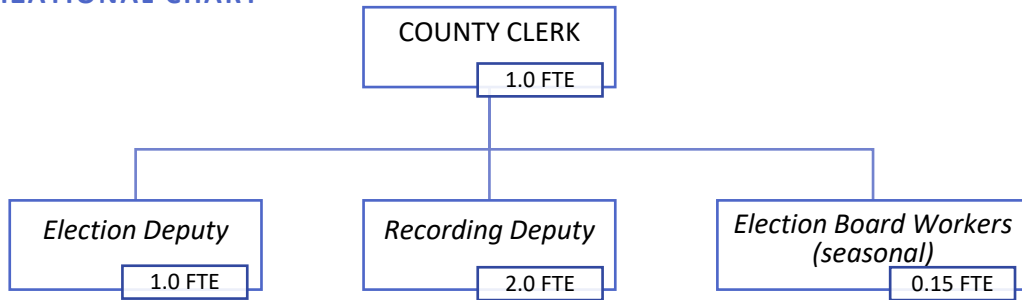 COUNTY CLERK
1.0 FTE
Election Deputy
1.0 FTE
Recording Deputy
2.0 FTE
Election Board Workers
(seasonal)
0.15 FTE